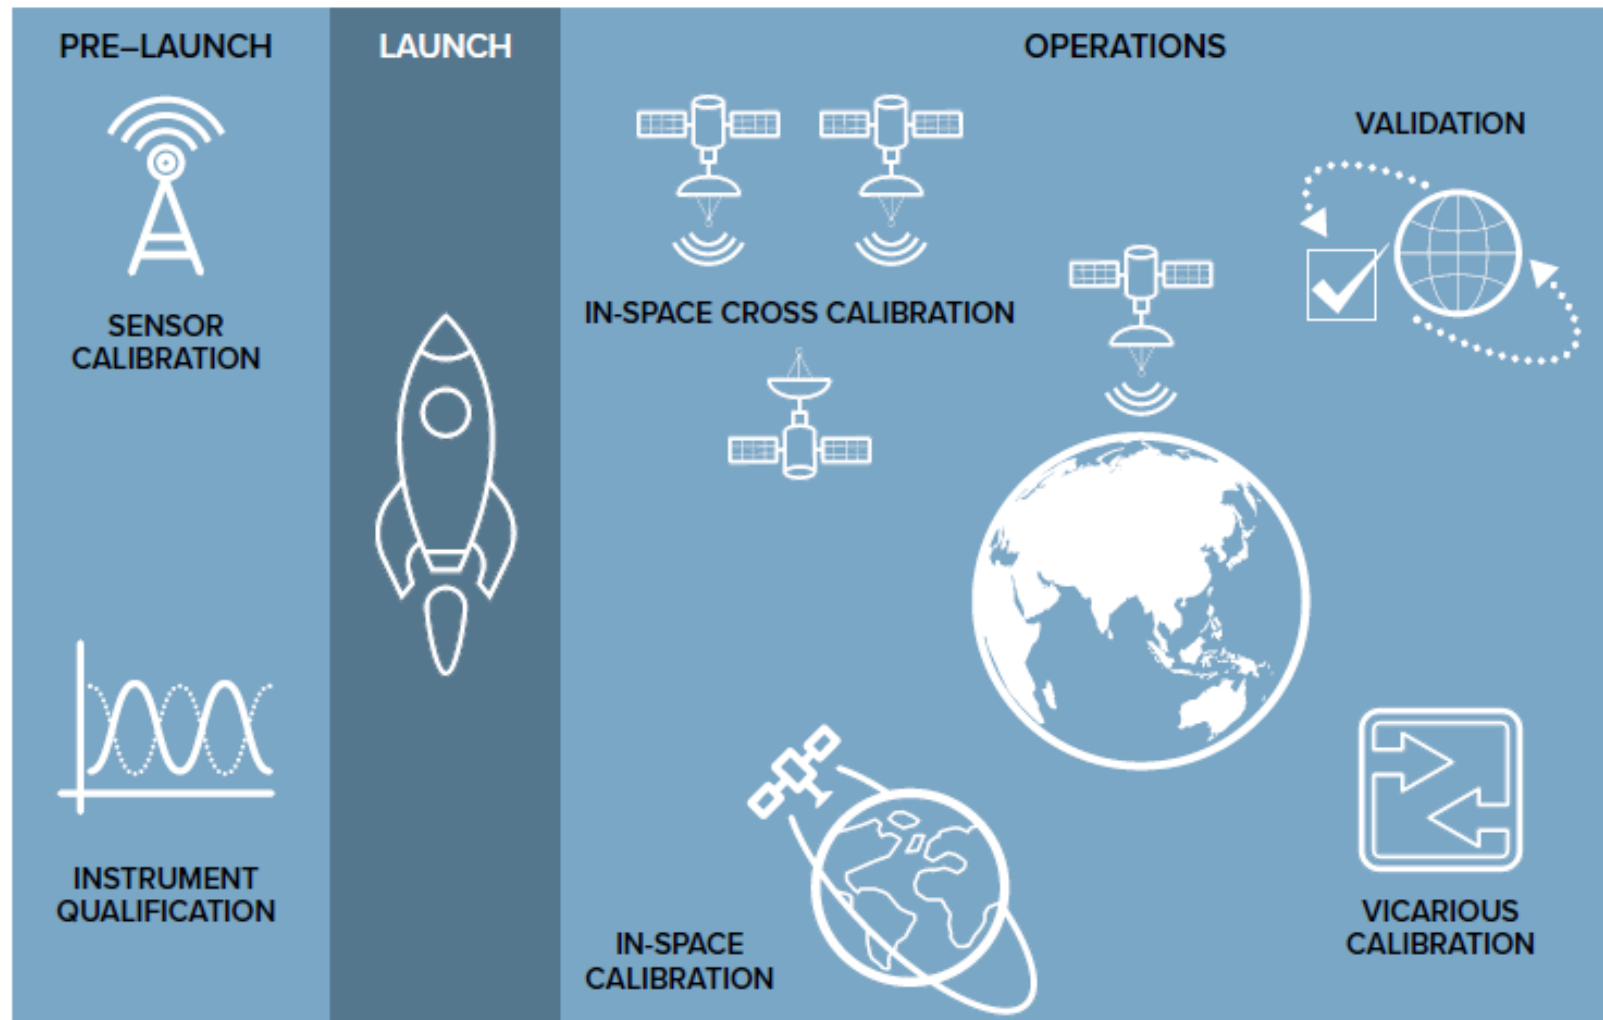 PRE–LAUNCH
SENSOR
CALIBRATION
INSTRUMENT
QUALIFICATION
LAUNCH
OPERATIONS
IN-SPACE CROSS CALIBRATION
VALIDATION
IN-SPACE
CALIBRATION
VICARIOUS
CALIBRATION